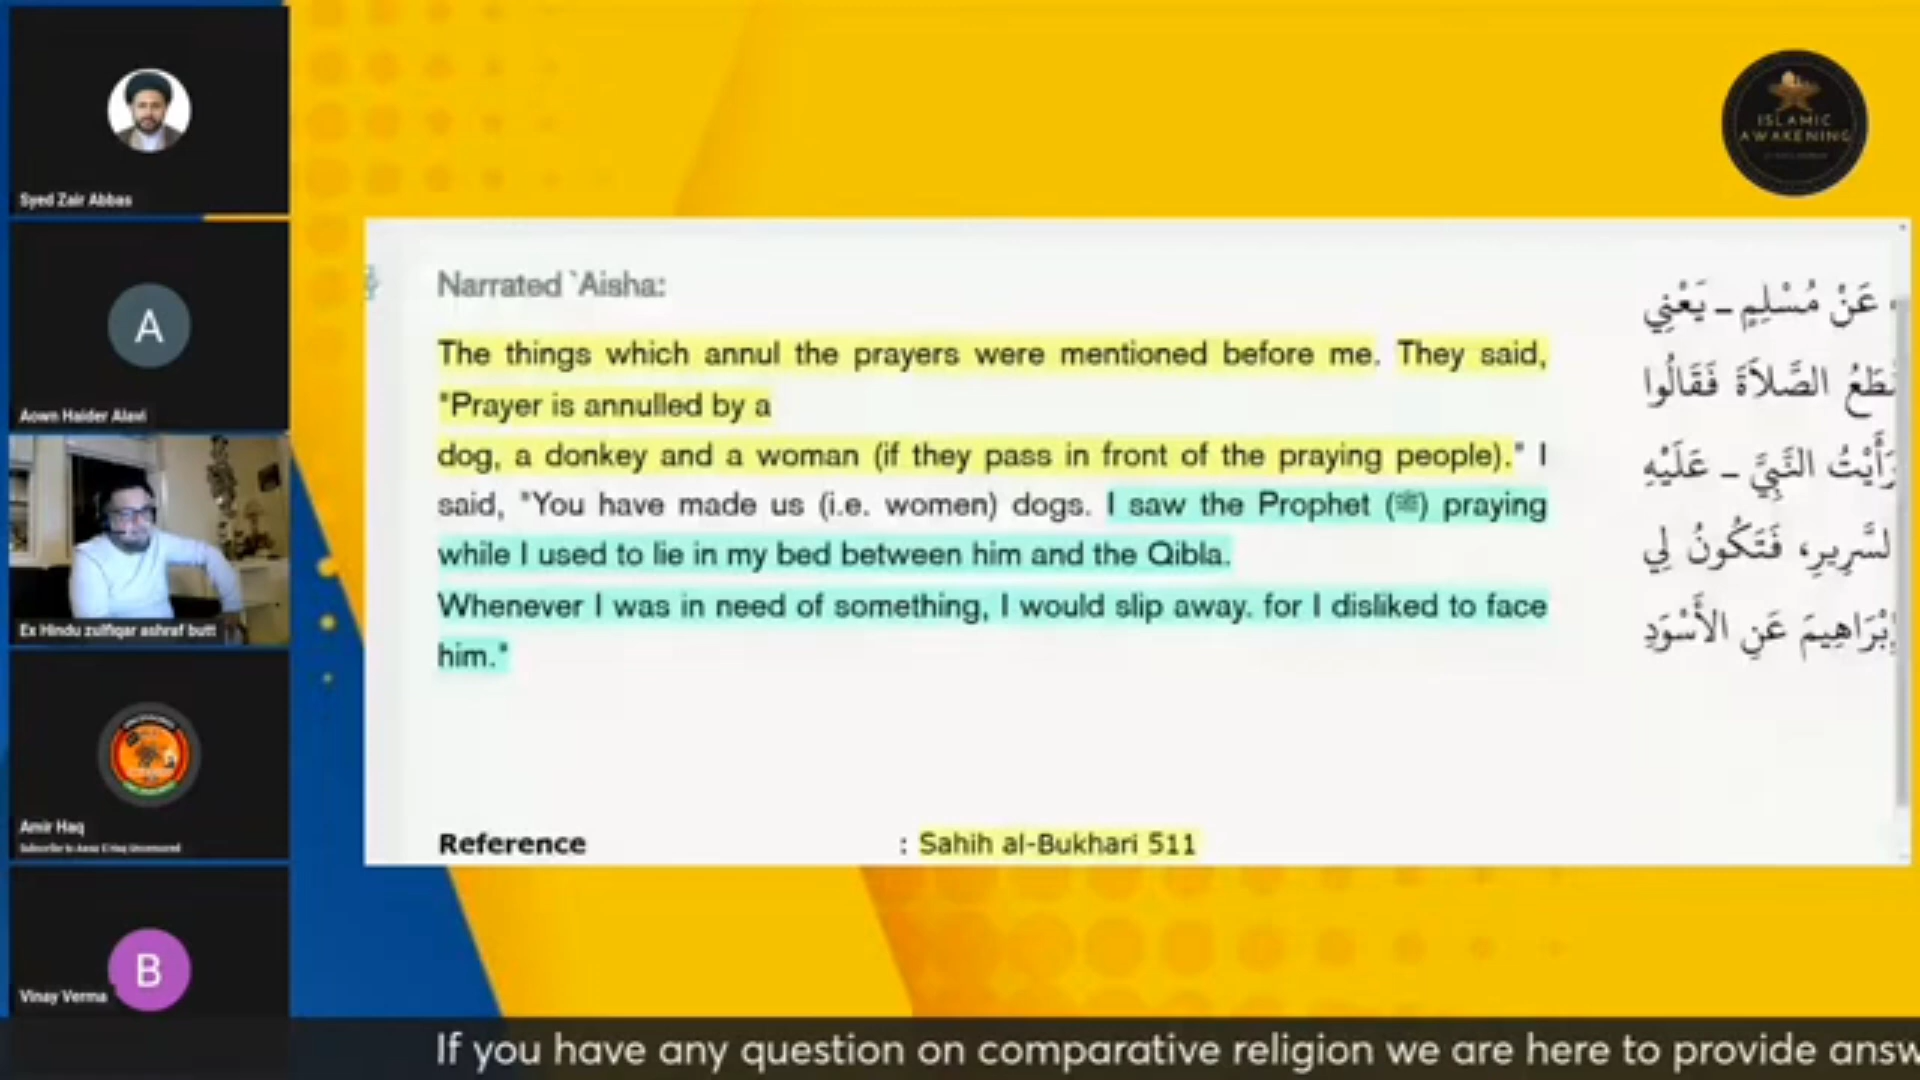 Syed Zair Abbas
A
Aown Haider Alavi
Ex Hindu zulfiqar ashraf butt
Amir Haq
B
Vinay Verma
ISLAMIC
AWAKENING
Narrated `Aisha:
The things which annul the prayers were mentioned before me. They said,
"Prayer is annulled by a
dog, a donkey and a woman (if they pass in front of the praying people)." I
said, "You have made us (i.e. women) dogs. I saw the Prophet (ﷺ) praying
while I used to lie in my bed between him and the Qibla.
Whenever I was in need of something, I would slip away. for I disliked to face
him."
عَنْ مُسْلِمٍ ـ يَعْنِي
الصَّلاَةَ فَقَالُوا
رَأَيْتُ النَّبِيَّ ـ عَلَيْهِ
السَّرِيرِ، فَتَكُونُ لِي
إِبْرَاهِيمَ عَنِ الأَسْوَدِ
Reference : Sahih al-Bukhari 511
If you have any question on comparative religion we are here to provide answ